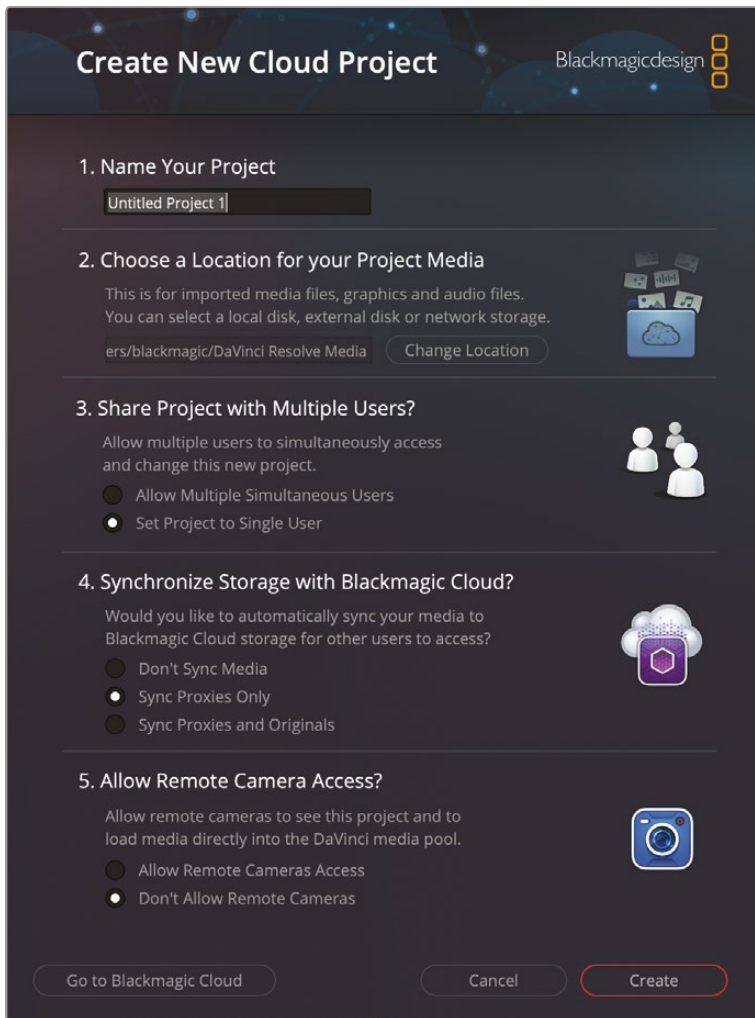 Create New Cloud Project
Blackmagicdesign
1. Name Your Project
Untitled Project 1
2. Choose a Location for your Project Media
This is for imported media files, graphics and audio files.
You can select a local disk, external disk or network storage.
ers/blackmagic/DaVinci Resolve Media
Change Location
3. Share Project with Multiple Users?
Allow multiple users to simultaneously access
and change this new project.
Allow Multiple Simultaneous Users
Set Project to Single User
4. Synchronize Storage with Blackmagic Cloud?
Would you like to automatically sync your media to
Blackmagic Cloud storage for other users to access?
Don't Sync Media
Sync Proxies Only
Sync Proxies and Originals
5. Allow Remote Camera Access?
Allow remote cameras to see this project and to
load media directly into the DaVinci media pool.
Allow Remote Cameras Access
Don't Allow Remote Cameras
Go to Blackmagic Cloud
Cancel
Create